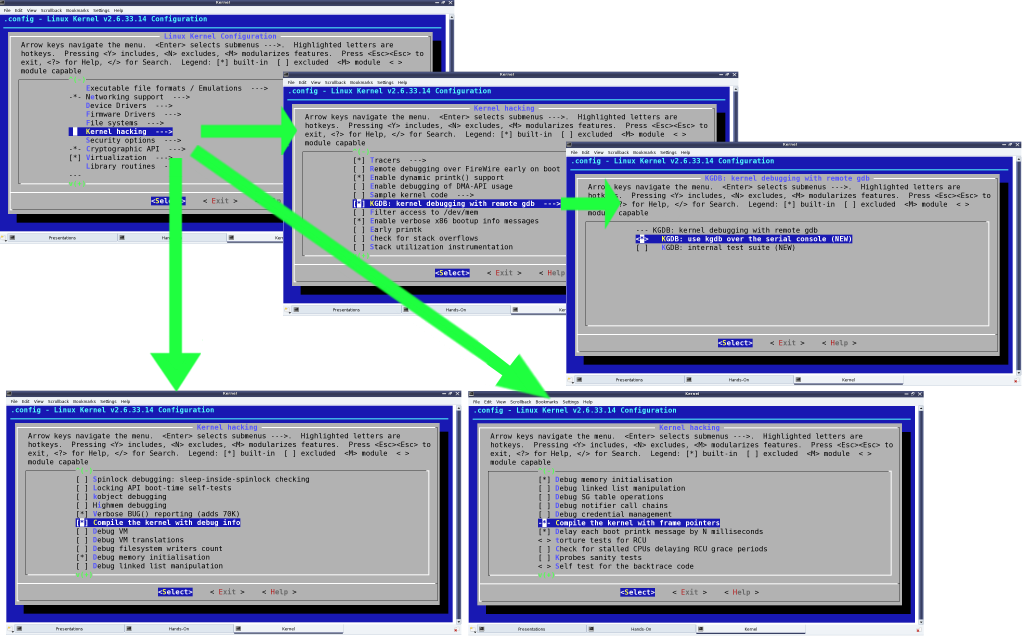 Kernel
File Edit View Scrollback Bookmarks Settings Help
.config - Linux Kernel v2.6.33.14 Configuration
Linux Kernel Configuration
Arrow keys navigate the menu. <Enter> selects submenus --->. Highlighted letters are
hotkeys. Pressing <Y> includes, <N> excludes, <M> modularizes features. Press <Esc><Esc> to
exit, <?> for Help, </> for Search. Legend: [*] built-in [ ] excluded <M> module < >
module capable
Executable file formats / Emulations --->
-*- Networking support --->
Device Drivers --->
Firmware Drivers --->
File systems --->
Kernel hacking --->
Security options --->
-*- Cryptographic API --->
[*] Virtualization --->
Library routines --->
---
<Select> < Exit >
Presentations Hands-On
Kernel
File Edit View Scrollback Bookmarks Settings Help
.config - Linux Kernel v2.6.33.14 Configuration
Kernel hacking
Arrow keys navigate the menu. <Enter> selects submenus --->. Highlighted letters are
hotkeys. Pressing <Y> includes, <N> excludes, <M> modularizes features. Press <Esc><Esc> to
exit, <?> for Help, </> for Search. Legend: [*] built-in [ ] excluded <M> module < >
module capable
[*] Tracers --->
[ ] Remote debugging over FireWire early on boot
[*] Enable dynamic printk() support
[ ] Enable debugging of DMA-API usage
[ ] Sample kernel code --->
[*] KGDB: kernel debugging with remote gdb --->
[ ] Filter access to /dev/mem
[*] Enable verbose x86 bootup info messages
[ ] Early printk
[ ] Check for stack overflows
[ ] Stack utilization instrumentation
<Select> < Exit > < Help
Presentations Hands-On
Kernel
File Edit View Scrollback Bookmarks Settings Help
.config - Linux Kernel v2.6.33.14 Configuration
KGDB: kernel debugging with remote gdb
Arrow keys navigate the menu. <Enter> selects submenus --->. Highlighted letters are
hotkeys. Pressing <Y> includes, <N> excludes, <M> modularizes features. Press <Esc><Esc> to
exit, <?> for Help, </> for Search. Legend: [*] built-in [ ] excluded <M> module < >
module capable
--- KGDB: kernel debugging with remote gdb
<*> KGDB: use kgdb over the serial console (NEW)
[ ] KGDB: internal test suite (NEW)
<Select> < Exit > < Help >
Presentations Hands-On Kernel
Kernel
File Edit View Scrollback Bookmarks Settings Help
.config - Linux Kernel v2.6.33.14 Configuration
Kernel hacking
Arrow keys navigate the menu. <Enter> selects submenus --->. Highlighted letters are
hotkeys. Pressing <Y> includes, <N> excludes, <M> modularizes features. Press <Esc><Esc> to
exit, <?> for Help, </> for Search. Legend: [*] built-in [ ] excluded <M> module < >
module capable
[ ] Spinlock debugging: sleep-inside-spinlock checking
[ ] Locking API boot-time self-tests
[ ] kobject debugging
[ ] Highmem debugging
[*] Verbose BUG() reporting (adds 70K)
[*] Compile the kernel with debug info
[ ] Debug VM
[ ] Debug VM translations
[ ] Debug filesystem writers count
[*] Debug memory initialisation
[ ] Debug linked list manipulation
<Select> < Exit > < Help >
Presentations Hands-On Kernel
Kernel
File Edit View Scrollback Bookmarks Settings Help
.config - Linux Kernel v2.6.33.14 Configuration
Kernel hacking
Arrow keys navigate the menu. <Enter> selects submenus --->. Highlighted letters are
hotkeys. Pressing <Y> includes, <N> excludes, <M> modularizes features. Press <Esc><Esc> to
exit, <?> for Help, </> for Search. Legend: [*] built-in [ ] excluded <M> module < >
module capable
[*] Debug memory initialisation
[ ] Debug linked list manipulation
[ ] Debug SG table operations
[ ] Debug notifier call chains
[ ] Debug credential management
-*- Compile the kernel with frame pointers
[*] Delay each boot printk message by N milliseconds
< > torture tests for RCU
[ ] Check for stalled CPUs delaying RCU grace periods
[ ] Kprobes sanity tests
< > Self test for the backtrace code
<Select> < Exit > < Help >
Presentations Hands-On Kernel